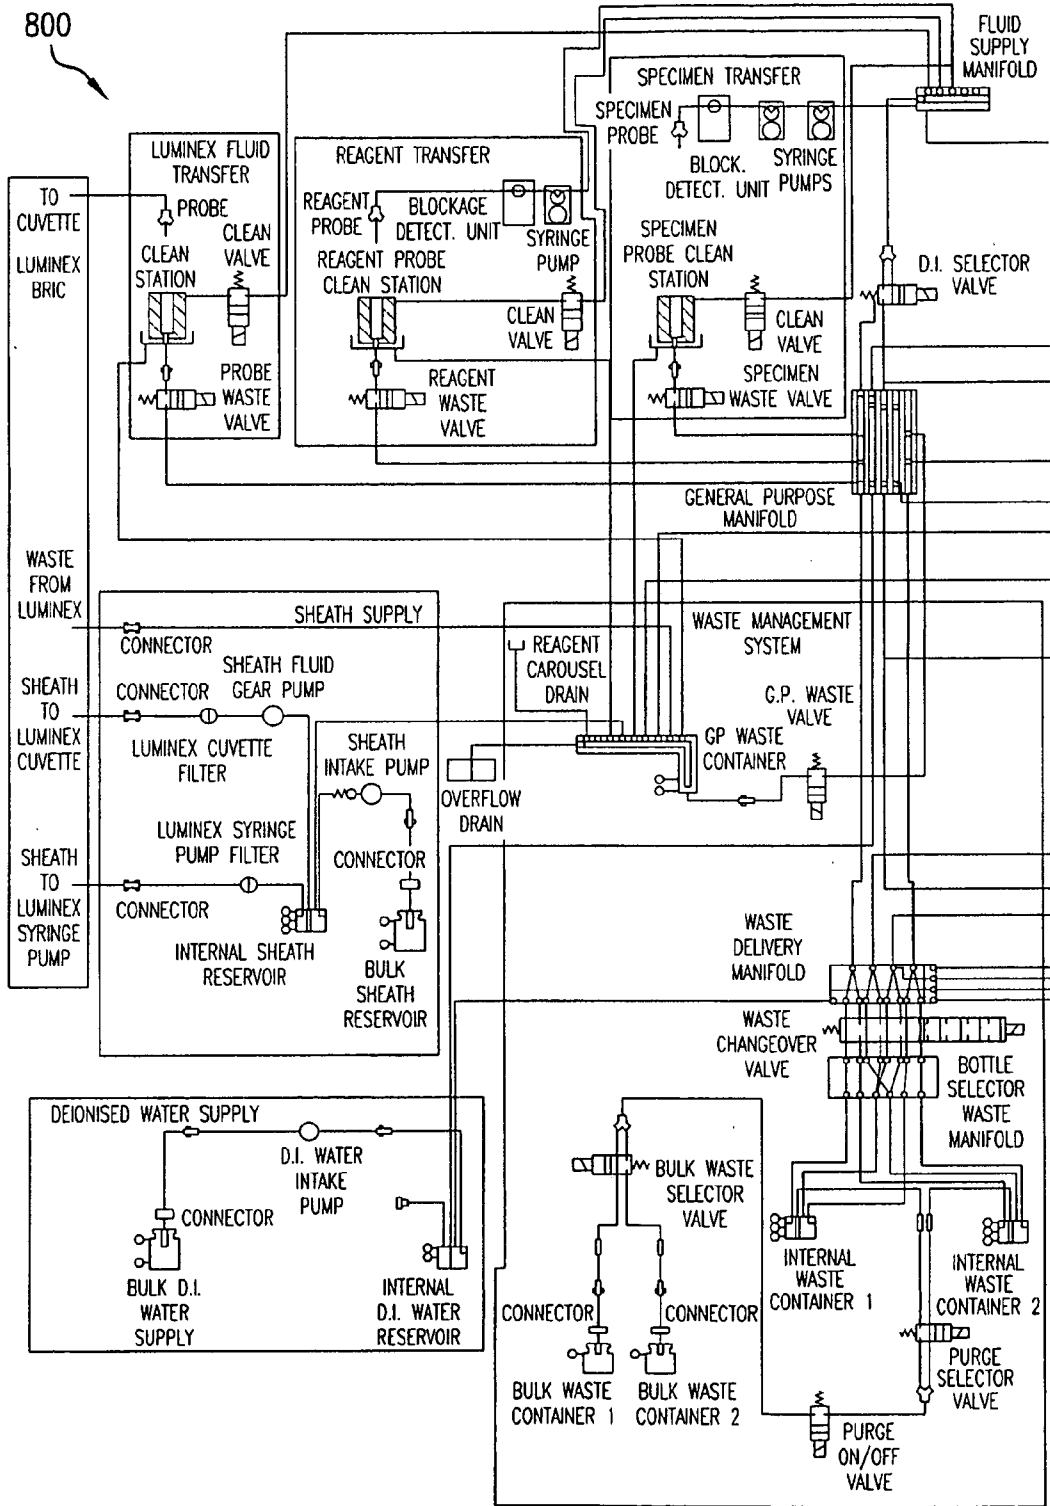 800
FLUID
SUPPLY
MANIFOLD
SPECIMEN TRANSFER
SPECIMEN
PROBE
BLOCK.
DETECT. UNIT
SYRINGE
PUMPS
LUMINEX FLUID
TRANSFER
REAGENT TRANSFER
TO
CUVETTE
LUMINEX
BRIC
PROBE
CLEAN
VALVE
CLEAN
STATION
REAGENT
PROBE
BLOCKAGE
DETECT. UNIT
SYRINGE
PUMP
REAGENT PROBE
CLEAN STATION
CLEAN
VALVE
SPECIMEN
PROBE CLEAN
STATION
CLEAN
VALVE
D.I. SELECTOR
VALVE
PROBE
WASTE
VALVE
REAGENT
WASTE
VALVE
SPECIMEN
WASTE VALVE
GENERAL PURPOSE
MANIFOLD
WASTE
FROM
LUMINEX
SHEATH SUPPLY
CONNECTOR
SHEATH FLUID
GEAR PUMP
SHEATH
TO
LUMINEX
CUVETTE
CONNECTOR
LUMINEX CUVETTE
FILTER
SHEATH
INTAKE PUMP
REAGENT
CAROUSEL
DRAIN
WASTE MANAGEMENT
SYSTEM
G.P. WASTE
VALVE
GP WASTE
CONTAINER
OVERFLOW
DRAIN
LUMINEX SYRINGE
PUMP FILTER
CONNECTOR
SHEATH
TO
LUMINEX
SYRINGE
PUMP
CONNECTOR
INTERNAL SHEATH
RESERVOIR
BULK
SHEATH
RESERVOIR
WASTE
DELIVERY
MANIFOLD
WASTE
CHANGEOVER
VALVE
BOTTLE
SELECTOR
WASTE
MANIFOLD
DEIONISED WATER SUPPLY
D.I. WATER
INTAKE
PUMP
CONNECTOR
BULK D.I.
WATER
SUPPLY
INTERNAL
D.I. WATER
RESERVOIR
BULK WASTE
SELECTOR
VALVE
INTERNAL
WASTE
CONTAINER 1
INTERNAL
WASTE
CONTAINER 2
CONNECTOR
CONNECTOR
BULK WASTE
CONTAINER 1
BULK WASTE
CONTAINER 2
PURGE
SELECTOR
VALVE
PURGE
ON/OFF
VALVE